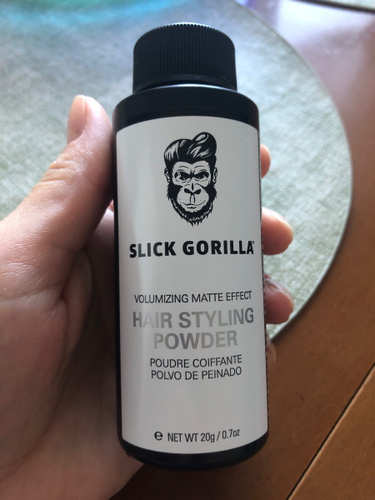 SLICK GORILLA
VOLUMIZING MATTE EFFECT
HAIR STYLING
POWDER
POUDRE COIFFANTE
POLVO DE PEINADO
℮ NET WT 20g / 0.7oz